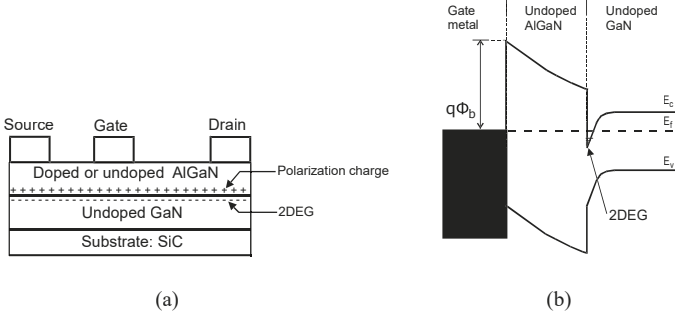 Source Gate Drain
Doped or undoped AlGaN
+++++++++++++++++++++++
Polarization charge
2DEG
Undoped GaN
Substrate: SiC
(a)
Gate metal
Undoped AlGaN
Undoped GaN
qΦb
Ec
Ef
Ev
2DEG
(b)